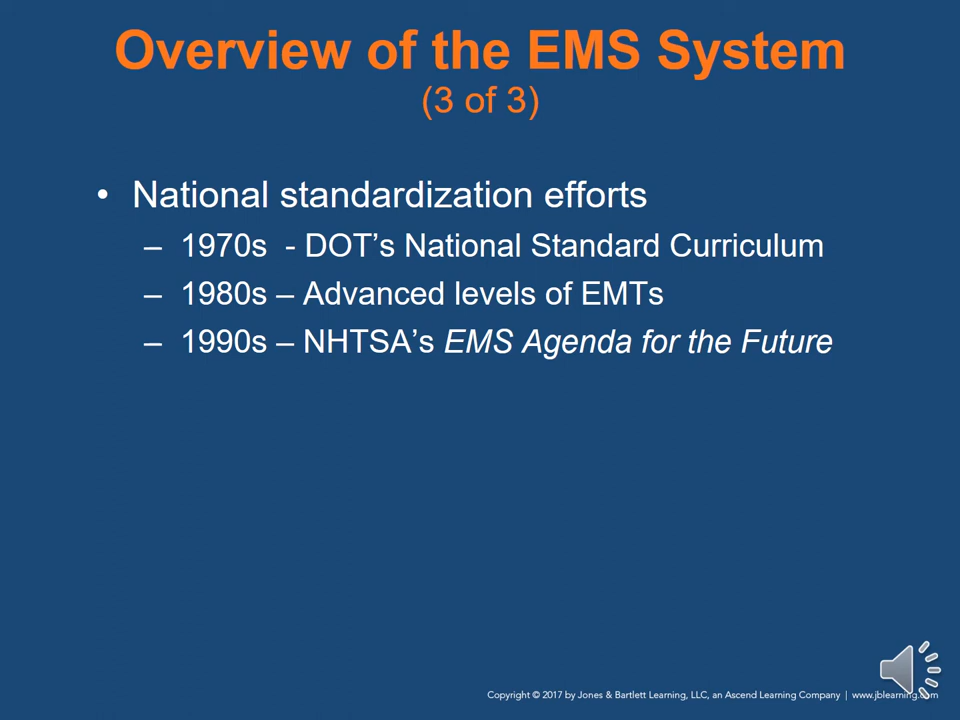 Overview of the EMS System
(3 of 3)
• National standardization efforts
– 1970s - DOT’s National Standard Curriculum
– 1980s – Advanced levels of EMTs
– 1990s – NHTSA’s EMS Agenda for the Future
Copyright © 2017 by Jones & Bartlett Learning, LLC, an Ascend Learning Company | www.jblearning.com